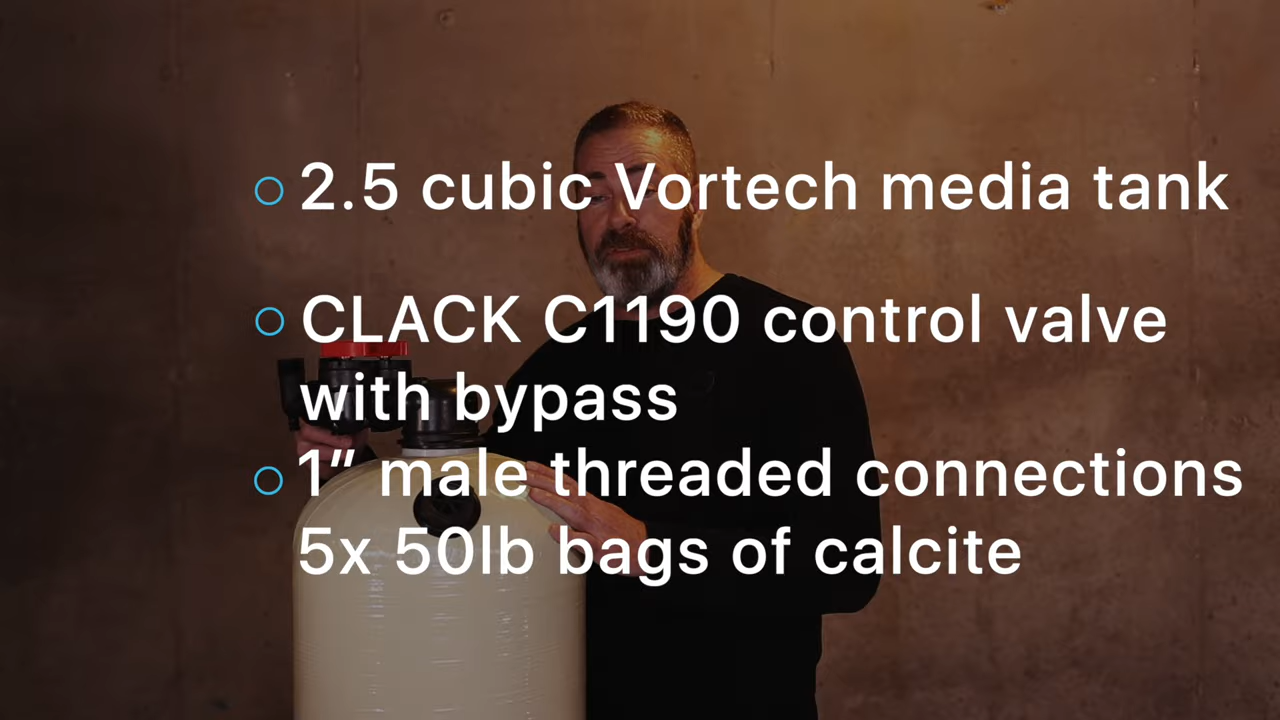 2.5 cubic Vortech media tank
CLACK C1190 control valve
with bypass
1” male threaded connections
5x 50lb bags of calcite